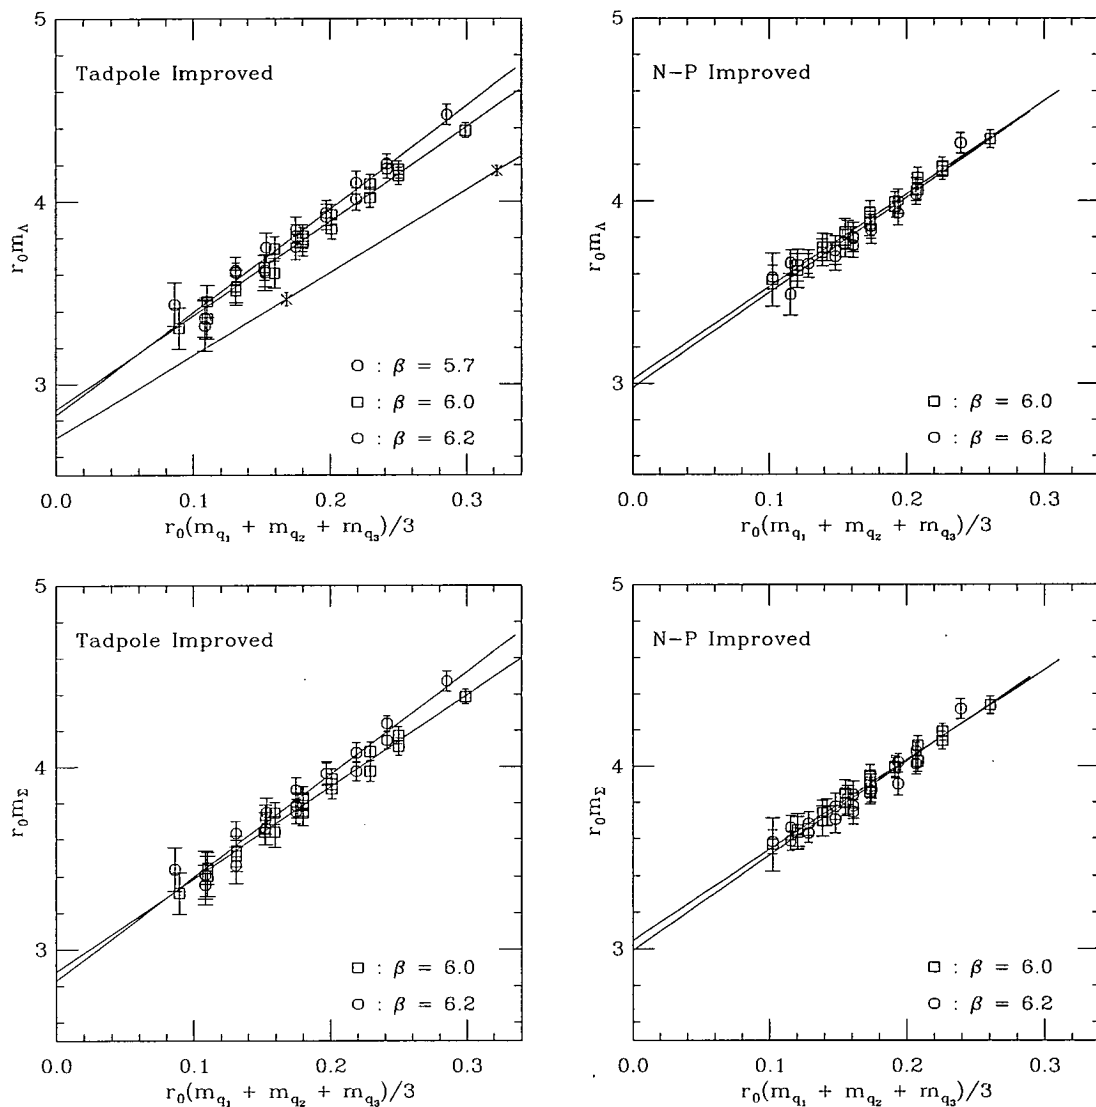 5
Tadpole Improved
4
r₀m_Λ
3
○ : β = 5.7
□ : β = 6.0
○ : β = 6.2
0.0 0.1 0.2 0.3
r₀(m_q₁ + m_q₂ + m_q₃)/3
5
N-P Improved
4
r₀m_Λ
3
□ : β = 6.0
○ : β = 6.2
0.0 0.1 0.2 0.3
r₀(m_q₁ + m_q₂ + m_q₃)/3
5
Tadpole Improved
4
r₀m_Σ
3
□ : β = 6.0
○ : β = 6.2
0.0 0.1 0.2 0.3
r₀(m_q₁ + m_q₂ + m_q₃)/3
5
N-P Improved
4
r₀m_Σ
3
□ : β = 6.0
○ : β = 6.2
0.0 0.1 0.2 0.3
r₀(m_q₁ + m_q₂ + m_q₃)/3